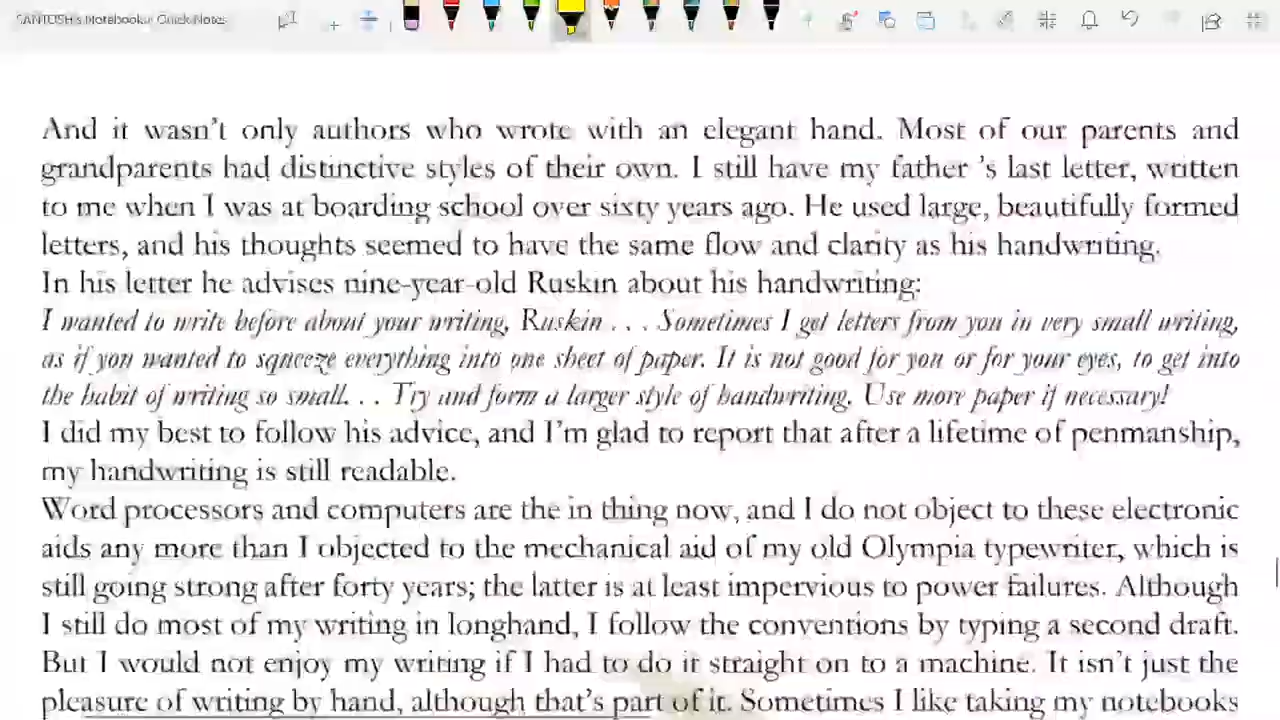 SANTOSH's Notebook › Quick Notes
And it wasn't only authors who wrote with an elegant hand. Most of our parents and
grandparents had distinctive styles of their own. I still have my father 's last letter, written
to me when I was at boarding school over sixty years ago. He used large, beautifully formed
letters, and his thoughts seemed to have the same flow and clarity as his handwriting.
In his letter he advises nine-year-old Ruskin about his handwriting:
I wanted to write before about your writing, Ruskin . . . Sometimes I get letters from you in very small writing,
as if you wanted to squeeze everything into one sheet of paper. It is not good for you or for your eyes, to get into
the habit of writing so small. . . Try and form a larger style of handwriting. Use more paper if necessary!
I did my best to follow his advice, and I'm glad to report that after a lifetime of penmanship,
my handwriting is still readable.
Word processors and computers are the in thing now, and I do not object to these electronic
aids any more than I objected to the mechanical aid of my old Olympia typewriter, which is
still going strong after forty years; the latter is at least impervious to power failures. Although
I still do most of my writing in longhand, I follow the conventions by typing a second draft.
But I would not enjoy my writing if I had to do it straight on to a machine. It isn't just the
pleasure of writing by hand, although that's part of it. Sometimes I like taking my notebooks